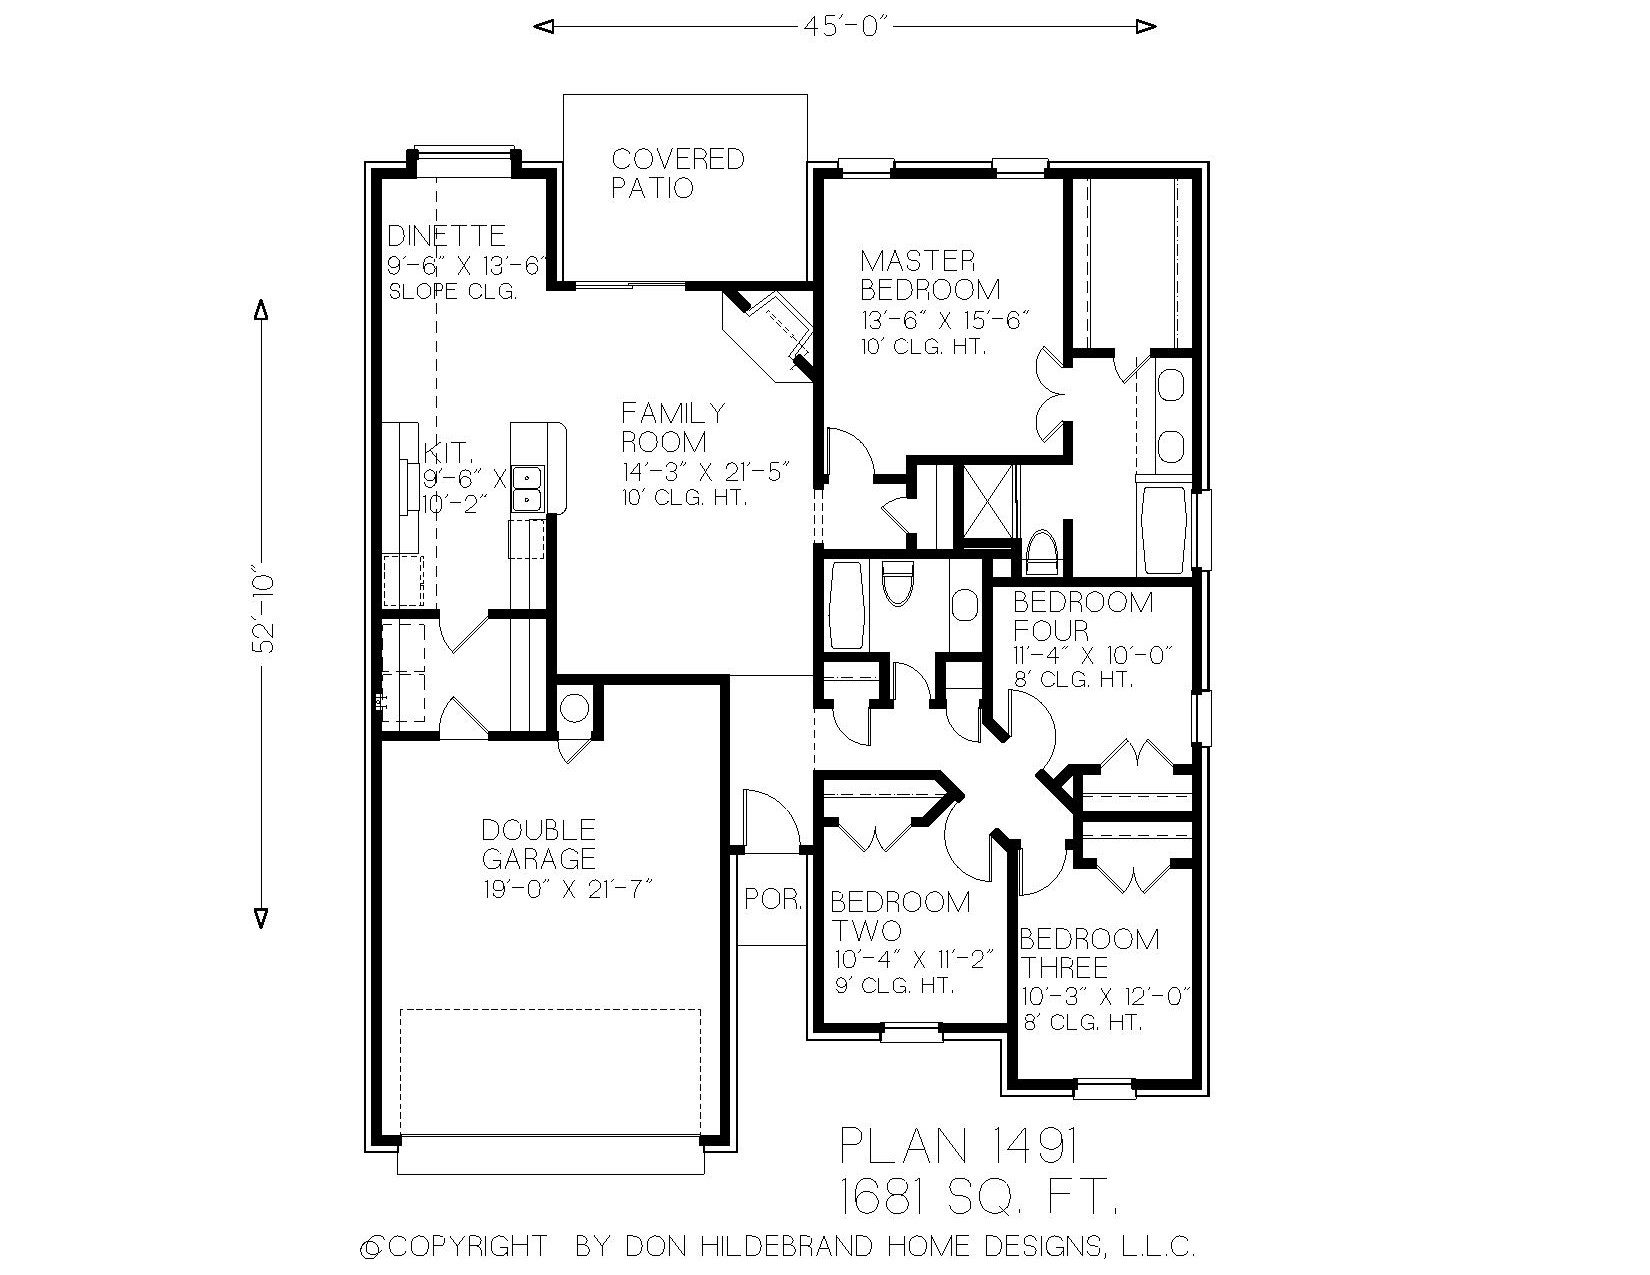 45'-0"
COVERED
PATIO
DINETTE
9'-6" X 13'-6"
SLOPE CLG.
MASTER
BEDROOM
13'-6" X 15'-6"
10' CLG. HT.
FAMILY
ROOM
14'-3" X 21'-5"
10' CLG. HT.
KIT.
9'-6" X
10'-2"
52'-10"
BEDROOM
FOUR
11'-4" X 10'-0"
8' CLG. HT.
DOUBLE
GARAGE
19'-0" X 21'-7"
POR.
BEDROOM
TWO
10'-4" X 11'-2"
9' CLG. HT.
BEDROOM
THREE
10'-3" X 12'-0"
8' CLG. HT.
PLAN 1491
1681 SQ. FT.
©COPYRIGHT BY DON HILDEBRAND HOME DESIGNS, L.L.C.